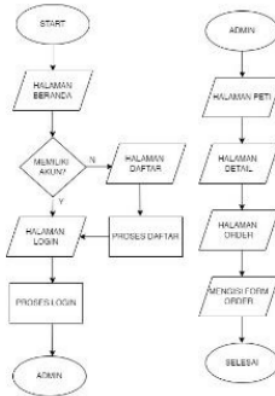 START
HALAMAN
BERANDA
MEMILIKI
AKUN?
N
HALAMAN
DAFTAR
Y
HALAMAN
LOGIN
PROSES DAFTAR
PROSES LOGIN
ADMIN
ADMIN
HALAMAN PETI
HALAMAN
DETAIL
HALAMAN
ORDER
MENGISI FORM
ORDER
SELESAI